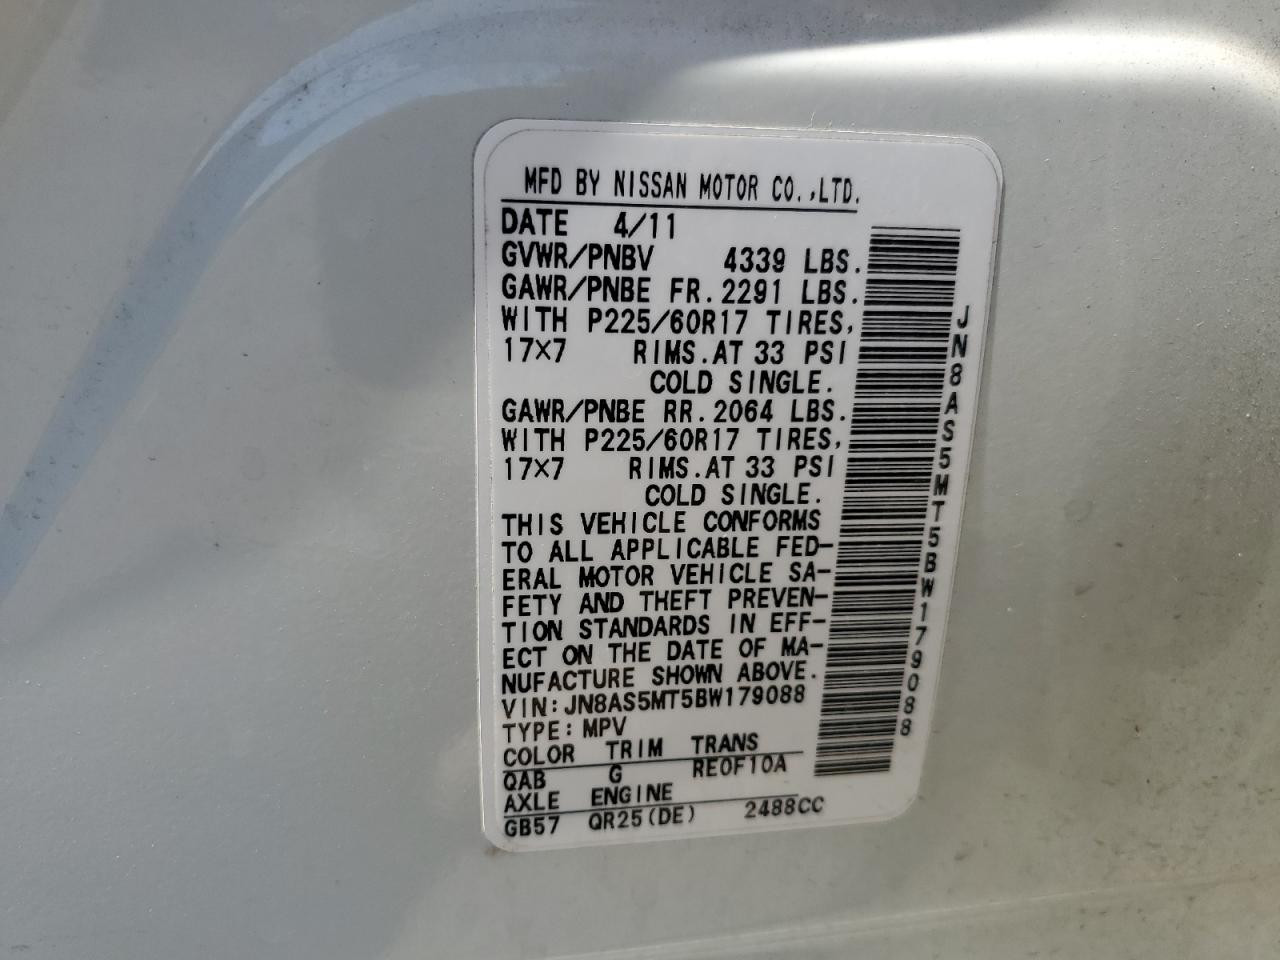 MFD BY NISSAN MOTOR CO.,LTD.
DATE 4/11
GVWR/PNBV 4339 LBS.
GAWR/PNBE FR.2291 LBS.
WITH P225/60R17 TIRES,
17×7 RIMS.AT 33 PSI
COLD SINGLE.
GAWR/PNBE RR.2064 LBS.
WITH P225/60R17 TIRES,
17×7 RIMS.AT 33 PSI
COLD SINGLE.
THIS VEHICLE CONFORMS
TO ALL APPLICABLE FED-
ERAL MOTOR VEHICLE SA-
FETY AND THEFT PREVEN-
TION STANDARDS IN EFF-
ECT ON THE DATE OF MA-
NUFACTURE SHOWN ABOVE.
VIN:JN8AS5MT5BW179088
TYPE:MPV
COLOR TRIM TRANS
QAB G RE0F10A
AXLE ENGINE
GB57 QR25(DE) 2488CC
JN8AS5MT5BW179088